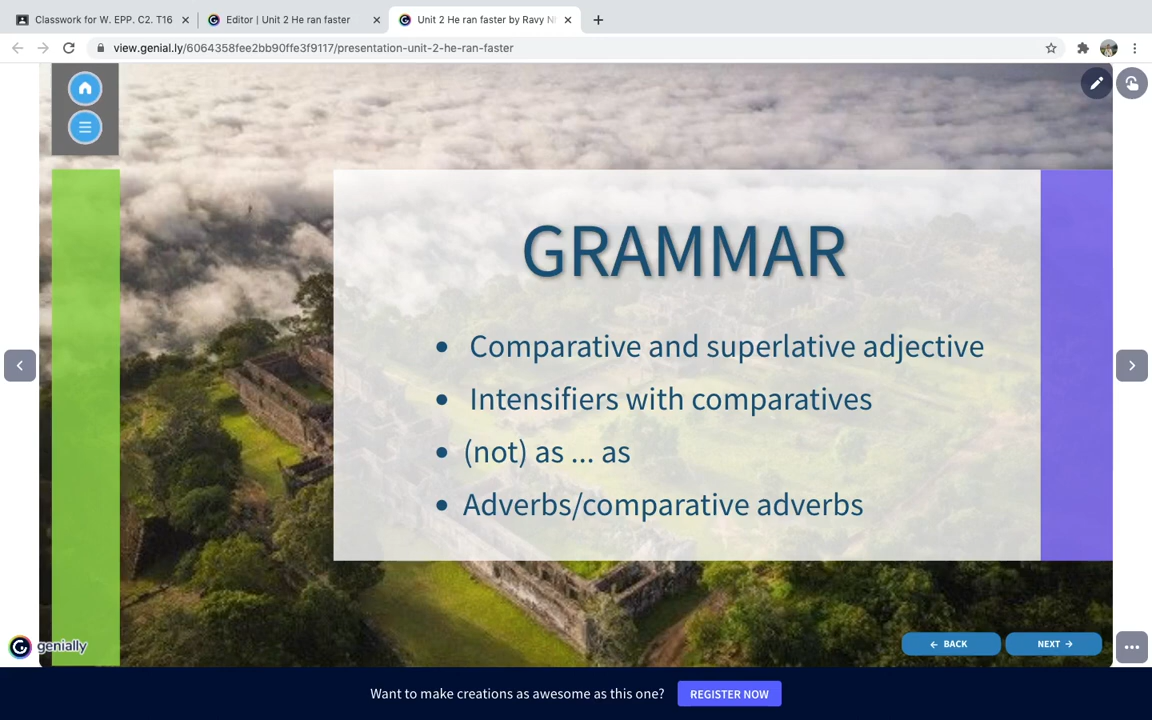 Classwork for W. EPP. C2. T16
Editor | Unit 2 He ran faster
Unit 2 He ran faster by Ravy
view.genial.ly/6064358fee2bb90ffe3f9117/presentation-unit-2-he-ran-faster
GRAMMAR
• Comparative and superlative adjective
• Intensifiers with comparatives
• (not) as ... as
• Adverbs/comparative adverbs
genially
← BACK
NEXT →
Want to make creations as awesome as this one?
REGISTER NOW